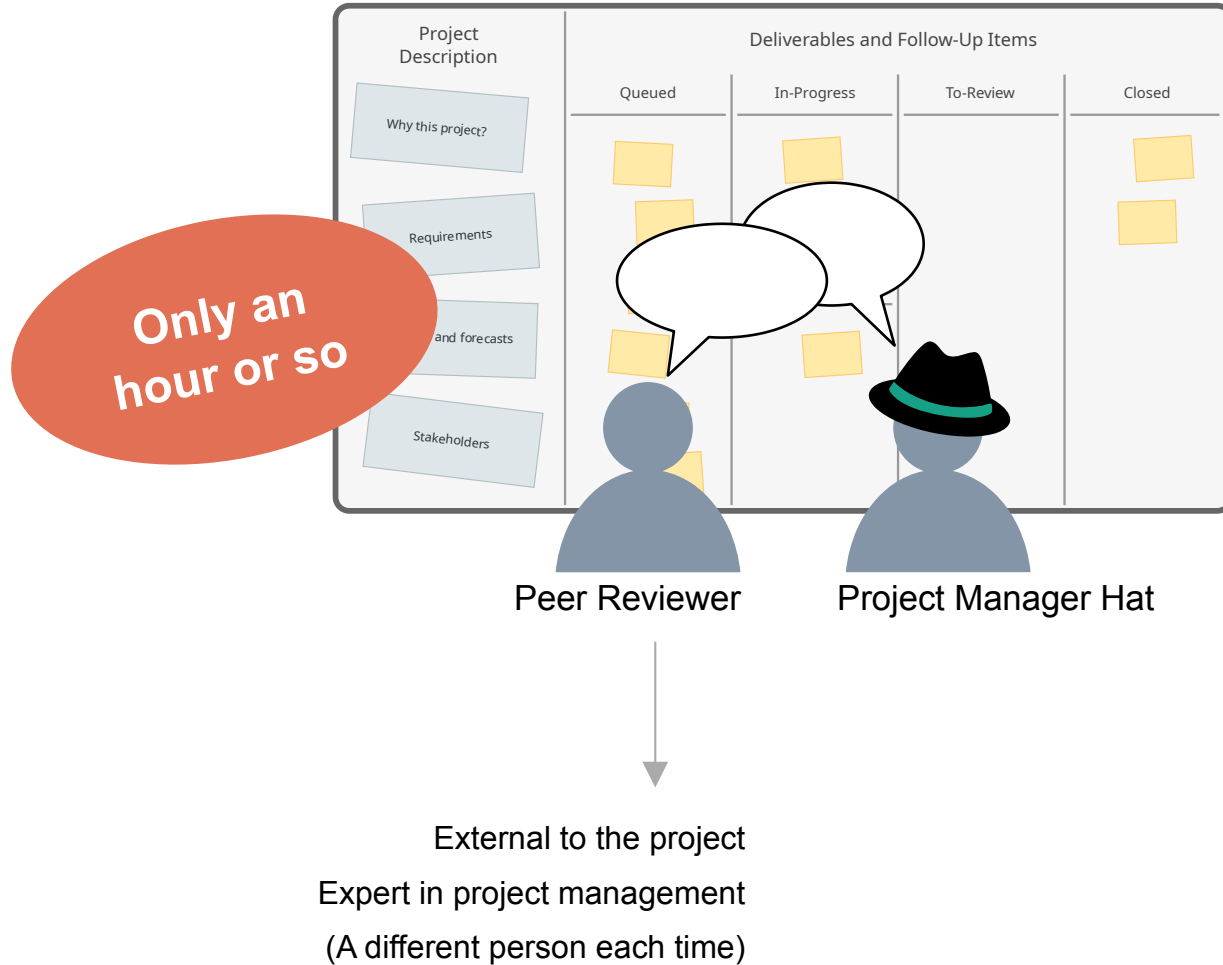 Project
Description
Deliverables and Follow-Up Items
Queued
In-Progress
To-Review
Closed
Why this project?
Requirements
and forecasts
Stakeholders
Only an
hour or so
Peer Reviewer
Project Manager Hat
External to the project
Expert in project management
(A different person each time)